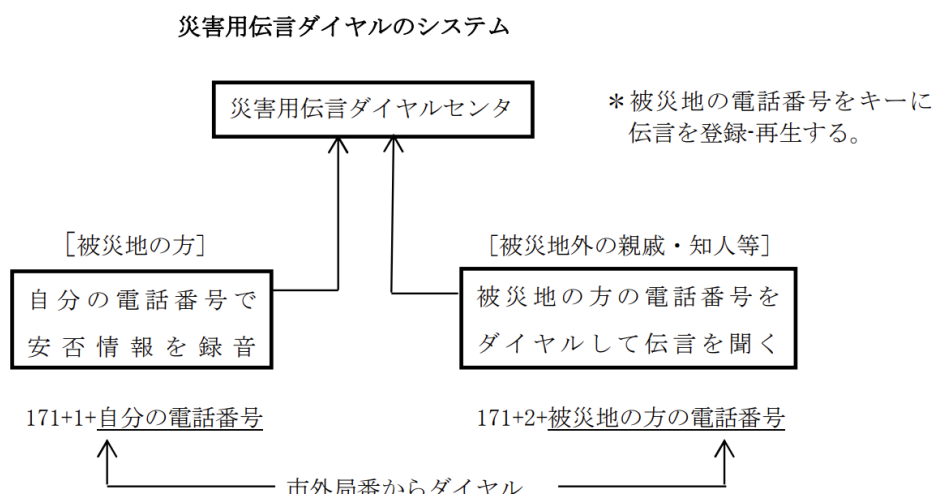 災害用伝言ダイヤルのシステム
災害用伝言ダイヤルセンタ
＊被災地の電話番号をキーに
伝言を登録-再生する。
［被災地の方］
自分の電話番号で
安否情報を録音
［被災地外の親戚・知人等］
被災地の方の電話番号を
ダイヤルして伝言を聞く
171+1+自分の電話番号
171+2+被災地の方の電話番号
市外局番からダイヤル